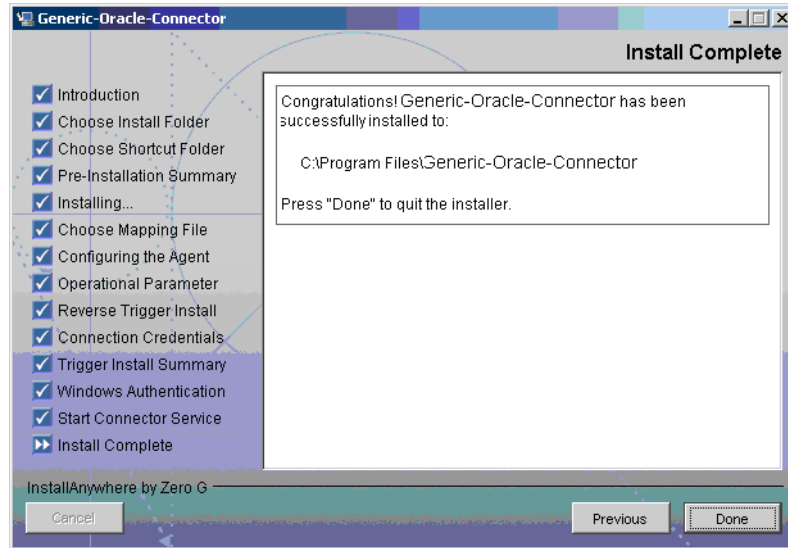 Generic-Oracle-Connector
Install Complete
Introduction
Choose Install Folder
Choose Shortcut Folder
Pre-Installation Summary
Installing...
Choose Mapping File
Configuring the Agent
Operational Parameter
Reverse Trigger Install
Connection Credentials
Trigger Install Summary
Windows Authentication
Start Connector Service
Install Complete
Congratulations! Generic-Oracle-Connector has been
successfully installed to:
C:\Program Files\Generic-Oracle-Connector
Press "Done" to quit the installer.
InstallAnywhere by Zero G
Cancel
Previous
Done